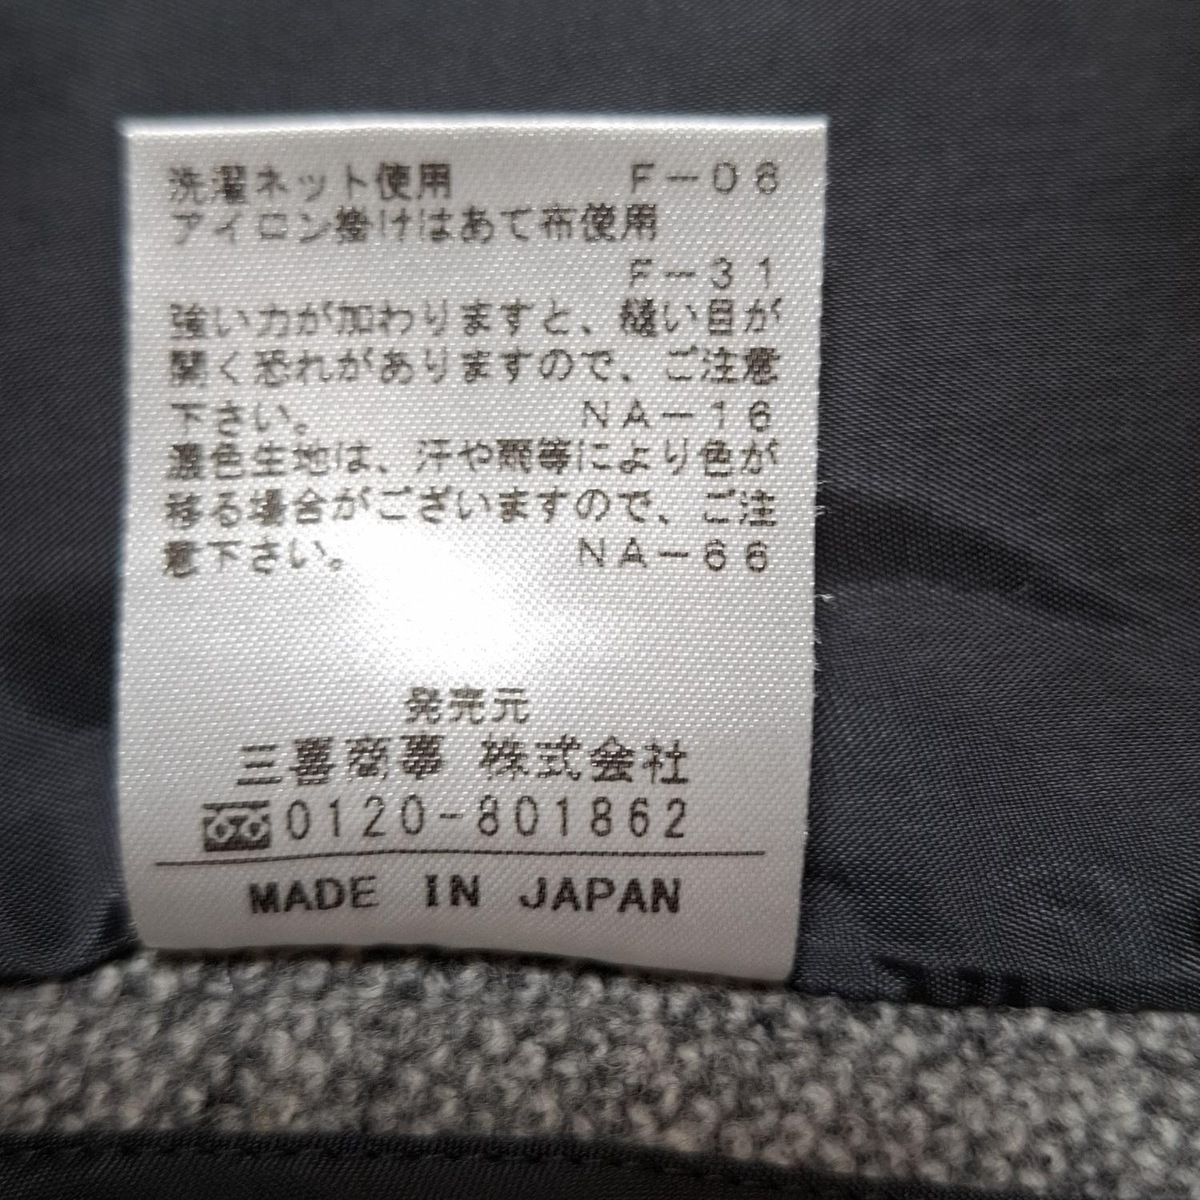 洗濯ネット使用 F-06
アイロン掛けはあて布使用
F-31
強い力が加わりますと、縫い目が
開く恐れがありますので、ご注意
下さい。 NA-16
濃色生地は、汗や雨等により色が
移る場合がございますので、ご注
意下さい。 NA-66
発売元
三喜商事 株式会社
0120-801862
MADE IN JAPAN